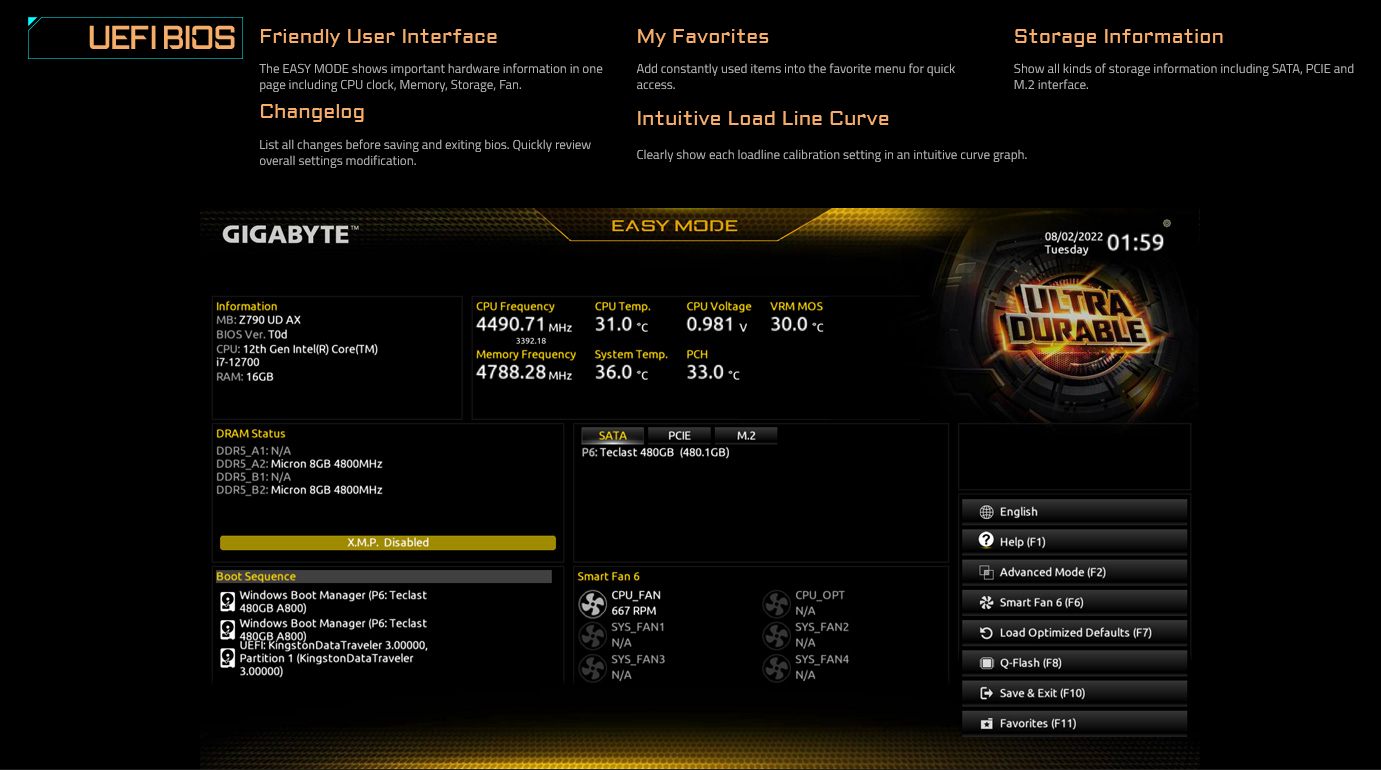 UEFI BIOS
Friendly User Interface
The EASY MODE shows important hardware information in one
page including CPU clock, Memory, Storage, Fan.
Changelog
List all changes before saving and exiting bios. Quickly review
overall settings modification.
My Favorites
Add constantly used items into the favorite menu for quick
access.
Intuitive Load Line Curve
Clearly show each loadline calibration setting in an intuitive curve graph.
Storage Information
Show all kinds of storage information including SATA, PCIE and
M.2 interface.
GIGABYTE™
EASY MODE
08/02/2022
Tuesday
01:59
ULTRA
DURABLE
Information
MB: Z790 UD AX
BIOS Ver. T0d
CPU: 12th Gen Intel(R) Core(TM)
i7-12700
RAM: 16GB
CPU Frequency
4490.71 MHz
3392.18
CPU Temp.
31.0 °C
CPU Voltage
0.981 V
VRM MOS
30.0 °C
Memory Frequency
4788.28 MHz
System Temp.
36.0 °C
PCH
33.0 °C
DRAM Status
DDR5_A1: N/A
DDR5_A2: Micron 8GB 4800MHz
DDR5_B1: N/A
DDR5_B2: Micron 8GB 4800MHz
X.M.P. Disabled
SATA PCIE M.2
P6: Teclast 480GB (480.1GB)
Boot Sequence
Windows Boot Manager (P6: Teclast
480GB A800)
Windows Boot Manager (P6: Teclast
480GB A800)
UEFI: KingstonDataTraveler 3.00000,
Partition 1 (KingstonDataTraveler
3.00000)
Smart Fan 6
CPU_FAN
667 RPM
CPU_OPT
N/A
SYS_FAN1
N/A
SYS_FAN2
N/A
SYS_FAN3
N/A
SYS_FAN4
N/A
English
Help (F1)
Advanced Mode (F2)
Smart Fan 6 (F6)
Load Optimized Defaults (F7)
Q-Flash (F8)
Save & Exit (F10)
Favorites (F11)